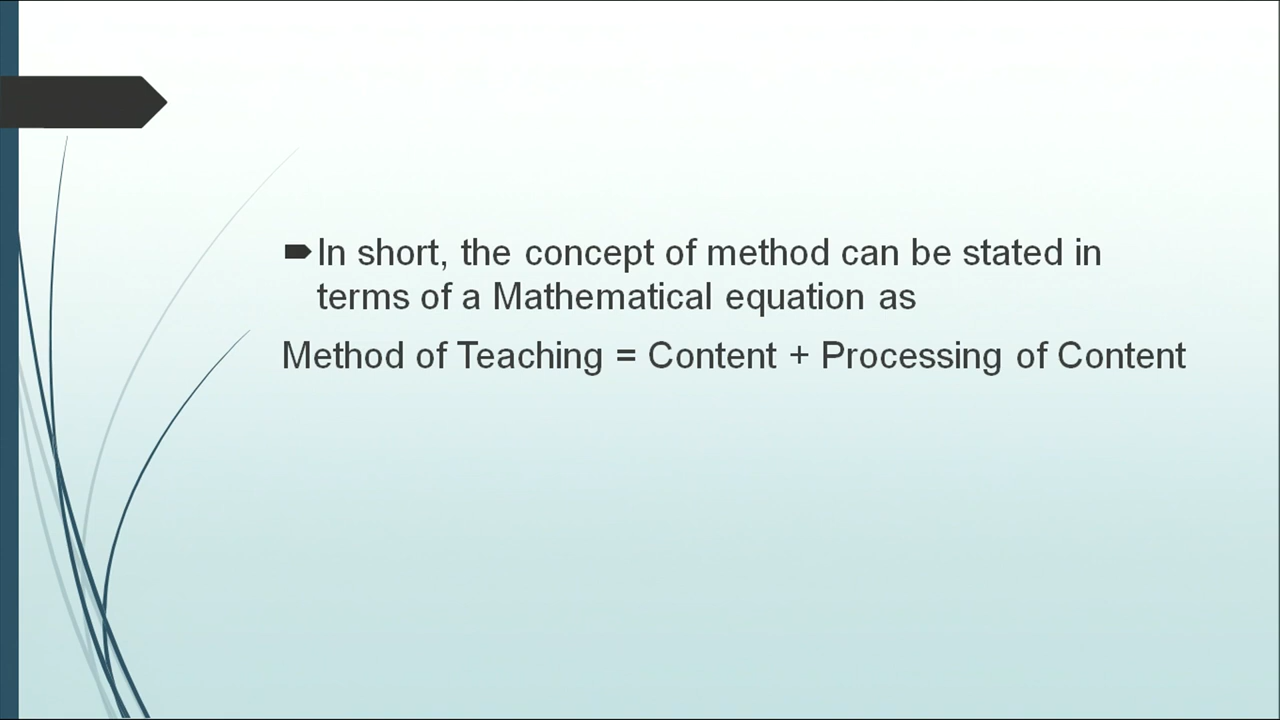 In short, the concept of method can be stated in
terms of a Mathematical equation as
Method of Teaching = Content + Processing of Content